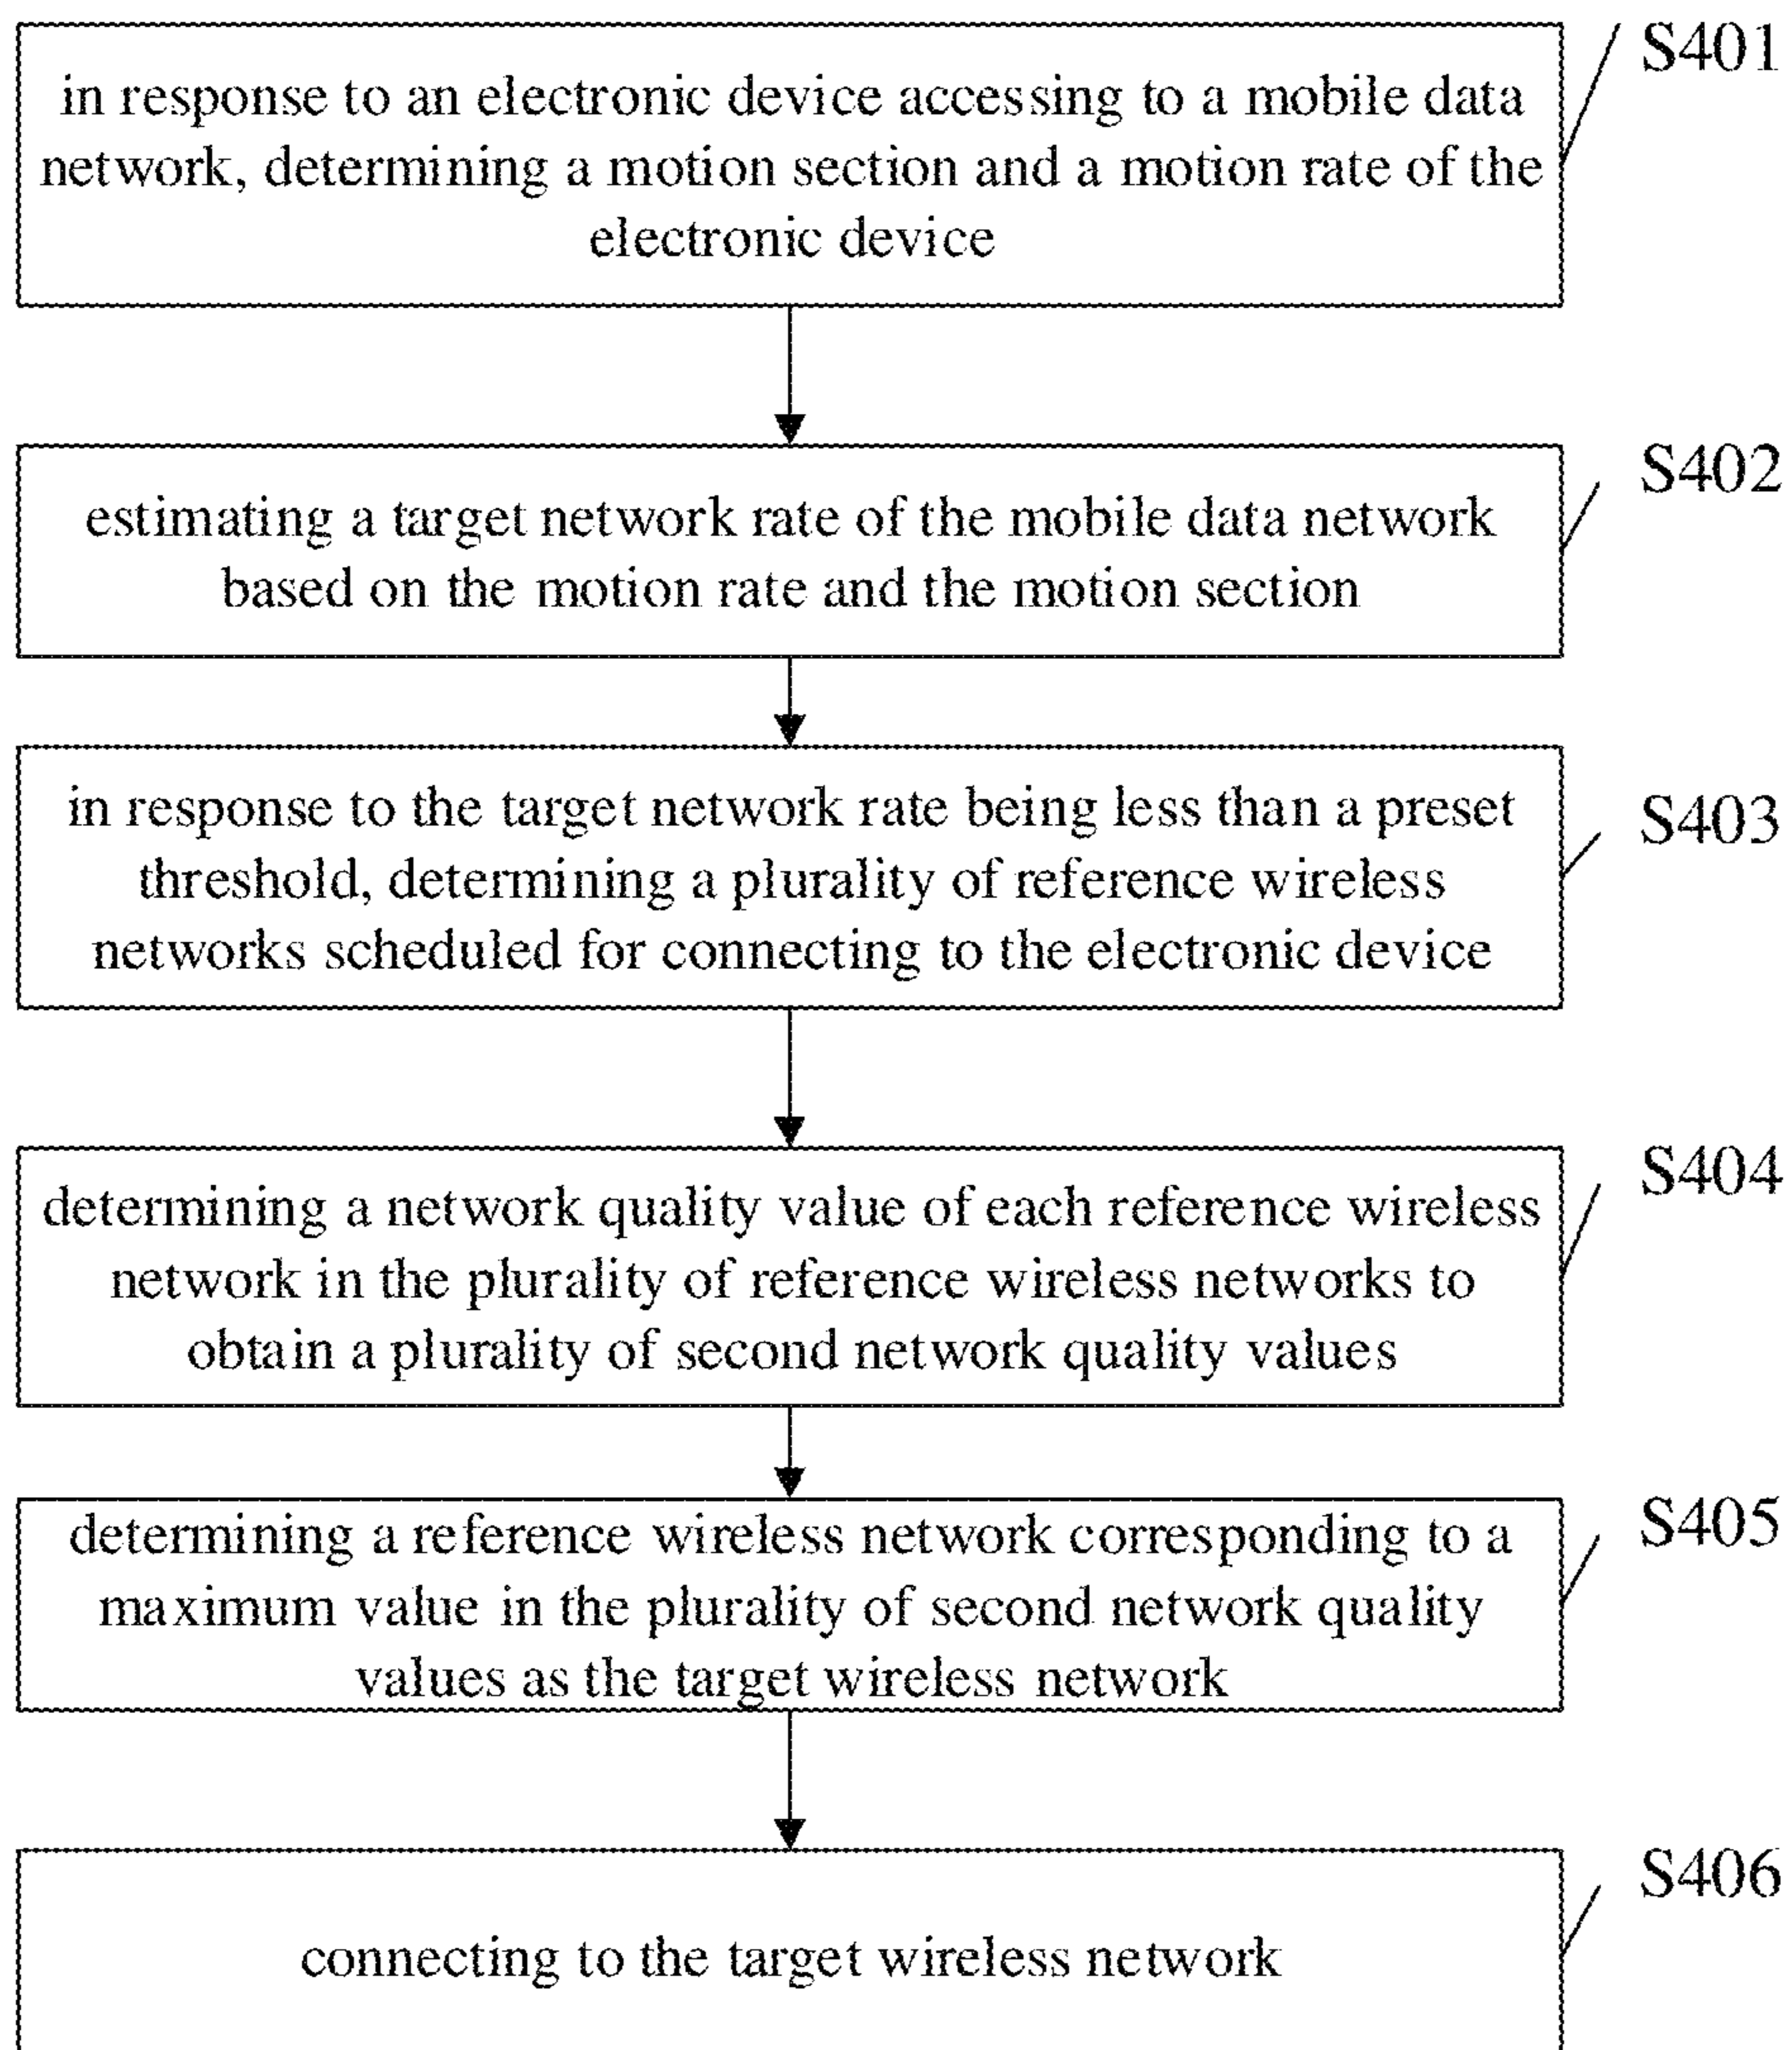 S401
in response to an electronic device accessing to a mobile data
network, determining a motion section and a motion rate of the
electronic device
S402
estimating a target network rate of the mobile data network
based on the motion rate and the motion section
S403
in response to the target network rate being less than a preset
threshold, determining a plurality of reference wireless
networks scheduled for connecting to the electronic device
S404
determining a network quality value of each reference wireless
network in the plurality of reference wireless networks to
obtain a plurality of second network quality values
S405
determining a reference wireless network corresponding to a
maximum value in the plurality of second network quality
values as the target wireless network
S406
connecting to the target wireless network